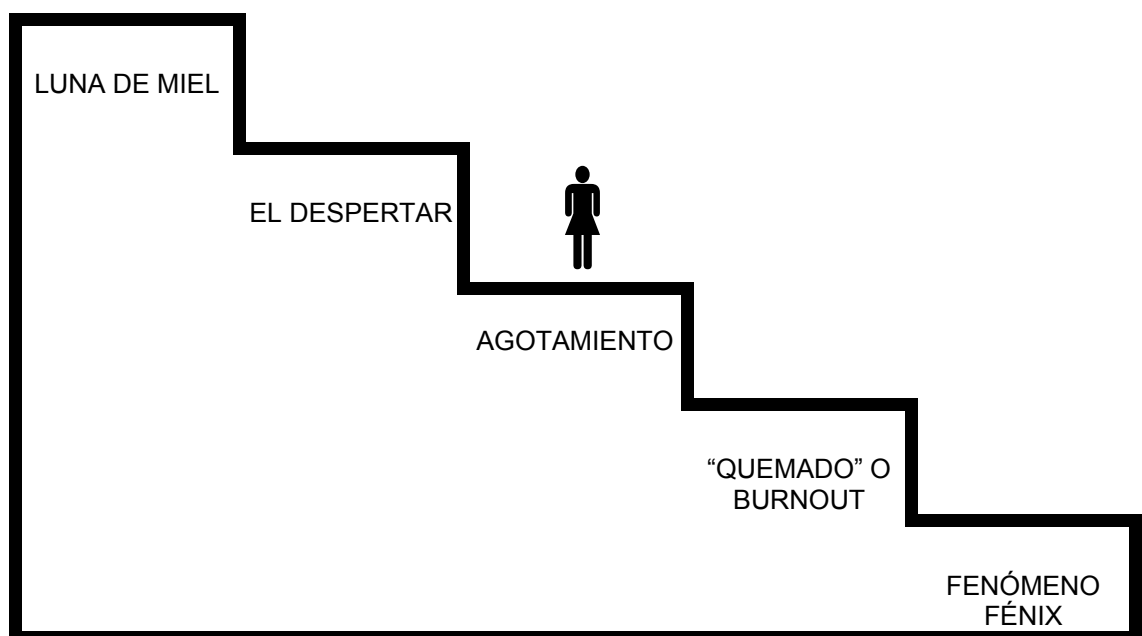 LUNA DE MIEL
EL DESPERTAR
AGOTAMIENTO
“QUEMADO” O
BURNOUT
FENÓMENO
FÉNIX